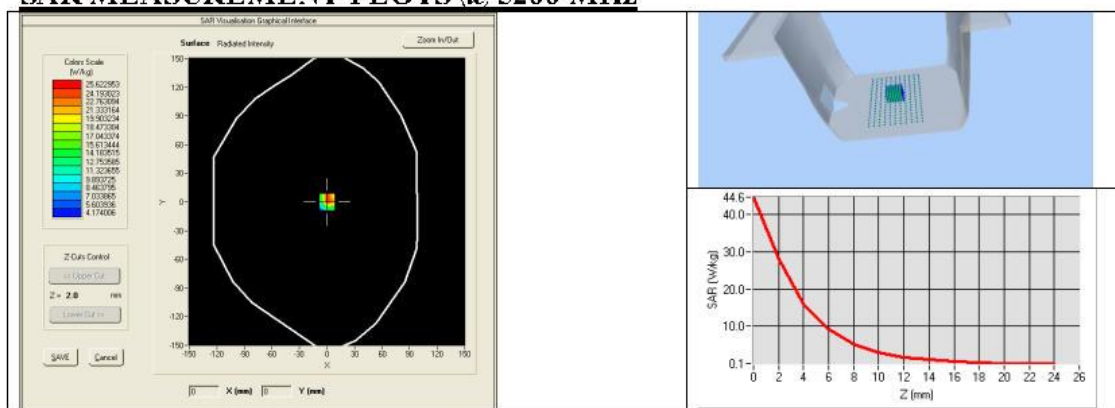 SAR MEASUREMENT PLOTS @ 5200 MHz
SAR Visualisation Graphical Interface
Surface Radiated Intensity
Zoom In/Out
Colors Scale
(W/kg)
25.622953
24.193023
22.763094
21.333164
19.903234
18.473304
17.043374
15.613444
14.183515
12.753585
11.323655
9.893725
8.463795
7.033865
5.603936
4.174006
Z-Cuts Control
<< Upper Cut
Z = 2.0 mm
Lower Cut >>
SAVE Cancel
150
120
90
60
30
0
-30
-60
-90
-120
-150
Y
-150 -120 -90 -60 -30 0 30 60 90 120 150
X
0 X (mm) 0 Y (mm)
44.6
40.0
30.0
20.0
10.0
0.1
SAR (W/kg)
0 2 4 6 8 10 12 14 16 18 20 22 24 26
Z (mm)